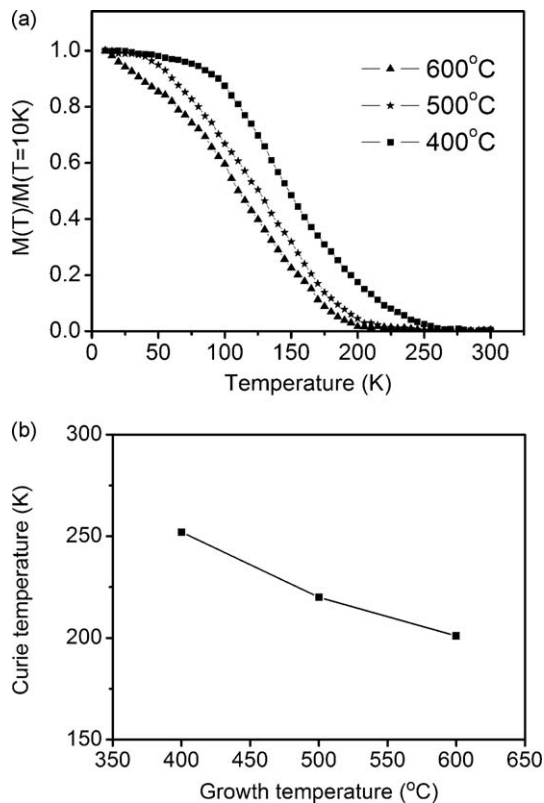 (a)
1.0
0.8
0.6
0.4
0.2
0.0
M(T)/M(T=10K)
600°C
500°C
400°C
0 50 100 150 200 250 300
Temperature (K)
(b)
300
250
200
150
Curie temperature (K)
350 400 450 500 550 600 650
Growth temperature (°C)